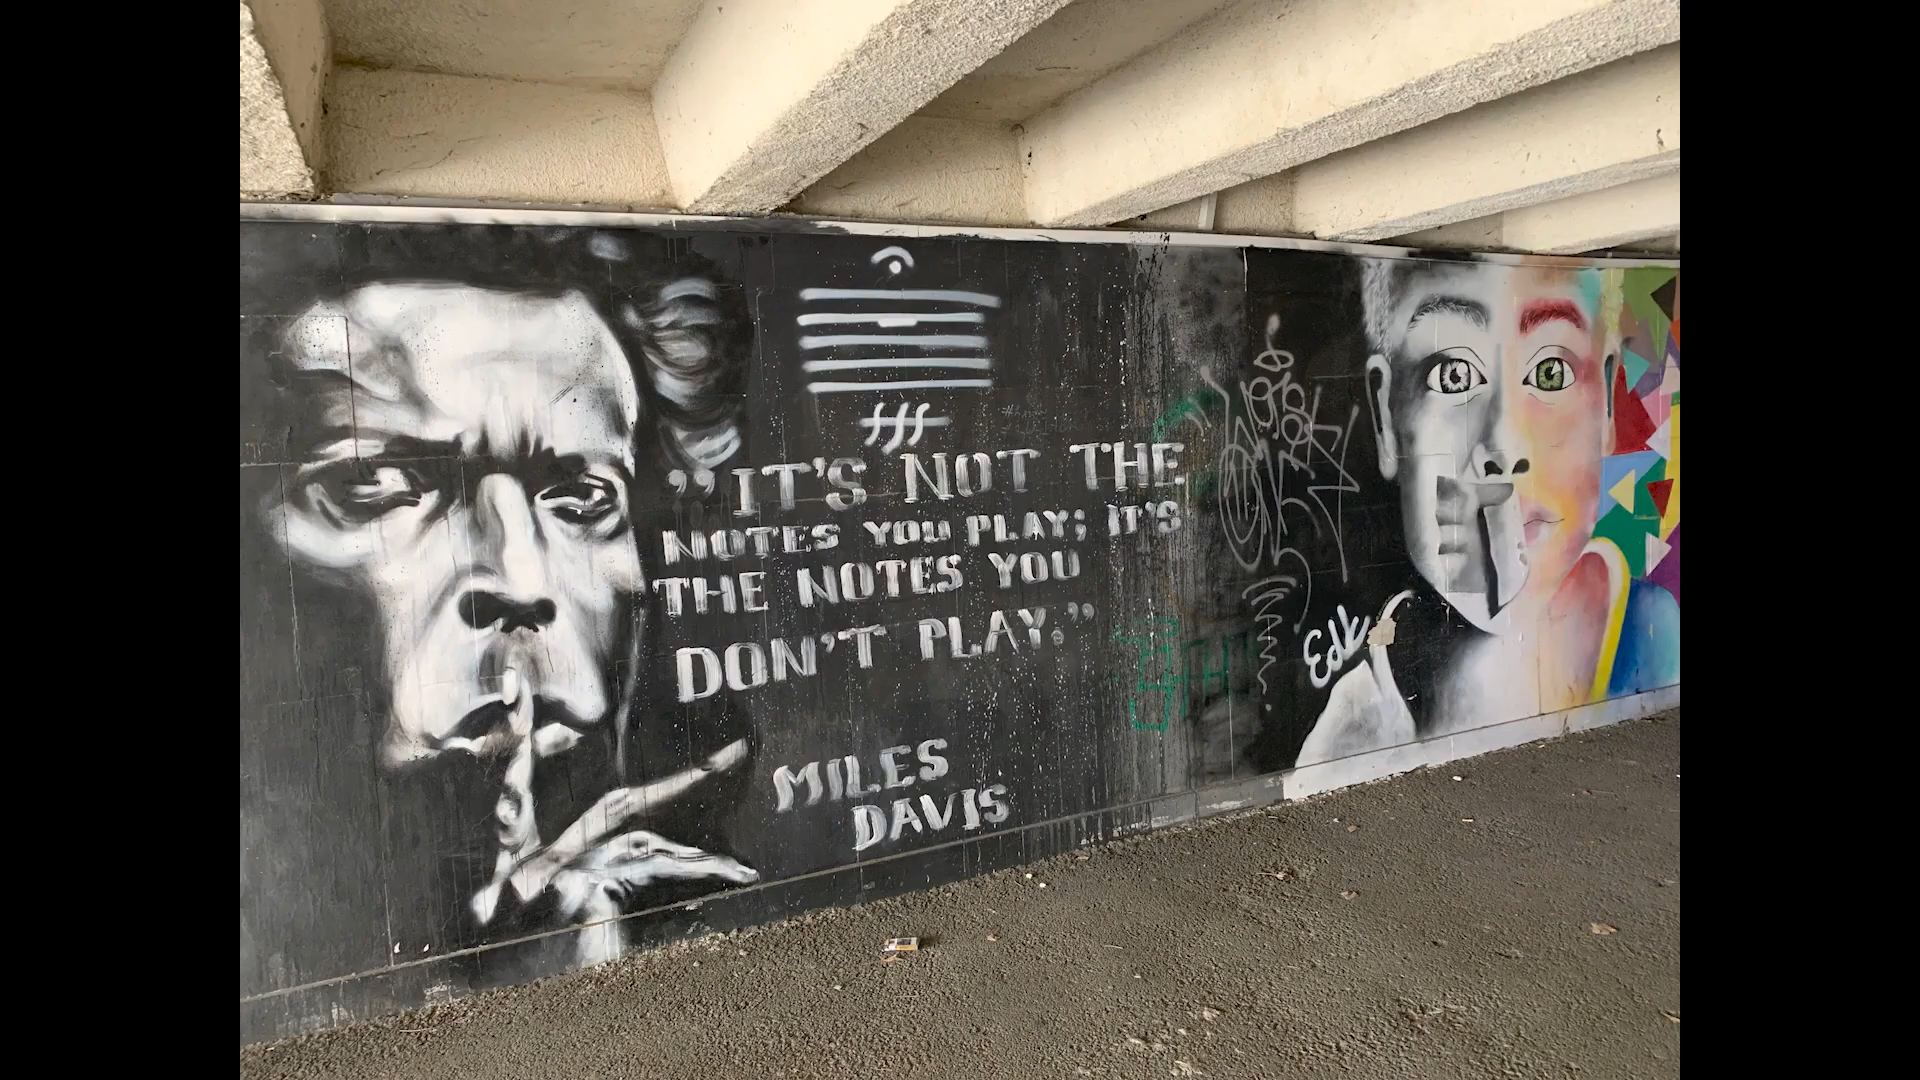 ”IT'S NOT THE
NOTES YOU PLAY; IT'S
THE NOTES YOU
DON'T PLAY.”
MILES
DAVIS
Edk